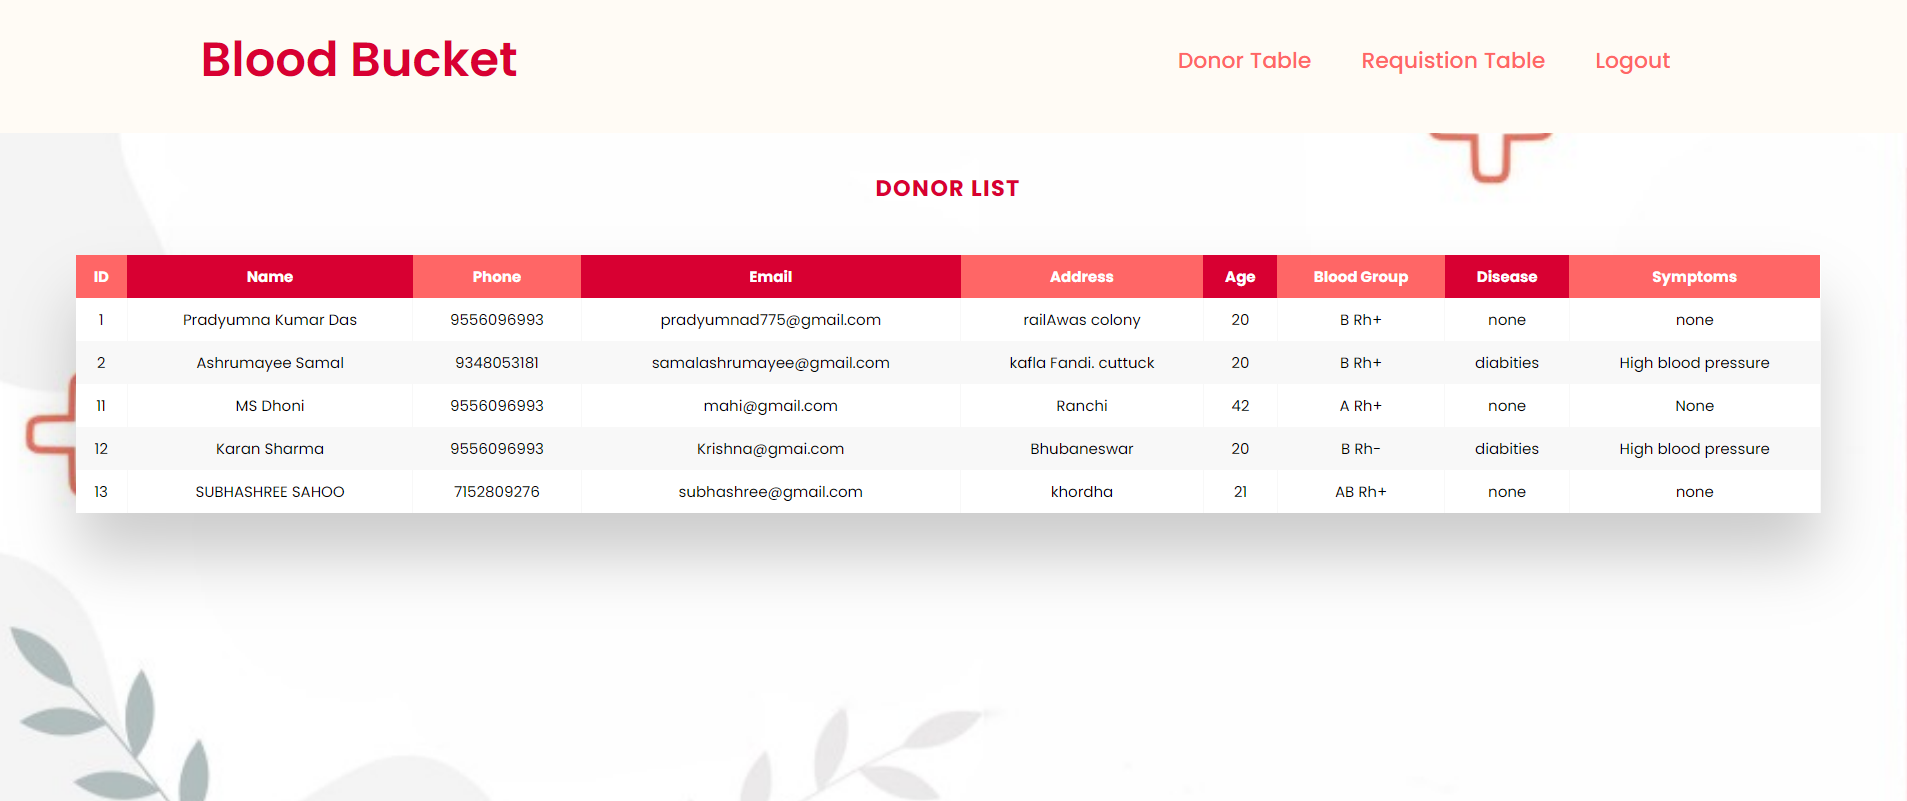 Blood Bucket
Donor Table Requistion Table Logout
DONOR LIST
ID Name Phone Email Address Age Blood Group Disease Symptoms
1 Pradyumna Kumar Das 9556096993 pradyumnad775@gmail.com railAwas colony 20 B Rh+ none none
2 Ashrumayee Samal 9348053181 samalashrumayee@gmail.com kafla Fandi. cuttuck 20 B Rh+ diabities High blood pressure
11 MS Dhoni 9556096993 mahi@gmail.com Ranchi 42 A Rh+ none None
12 Karan Sharma 9556096993 Krishna@gmai.com Bhubaneswar 20 B Rh- diabities High blood pressure
13 SUBHASHREE SAHOO 7152809276 subhashree@gmail.com khordha 21 AB Rh+ none none